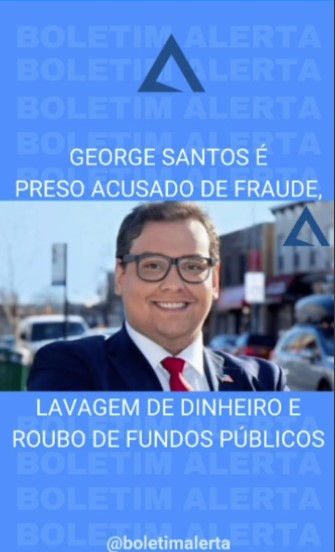 BOLETIM ALERTA
BOLETIM ALERTA
BOLETIM ALERTA
BOLETIM ALERTA
GEORGE SANTOS É
PRESO ACUSADO DE FRAUDE,
LAVAGEM DE DINHEIRO E
ROUBO DE FUNDOS PÚBLICOS
BOLETIM ALERTA
BOLETIM ALERTA
BOLETIM ALERTA
@boletimalerta